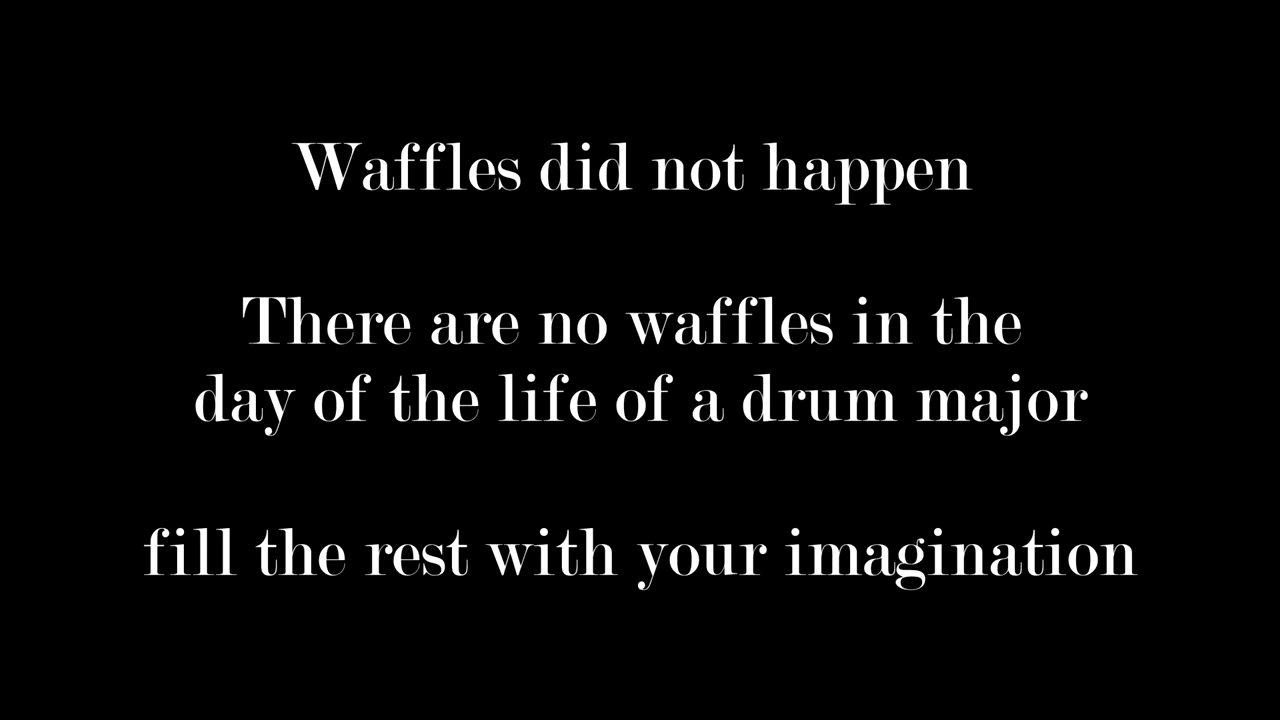 Waffles did not happen
There are no waffles in the
day of the life of a drum major
fill the rest with your imagination